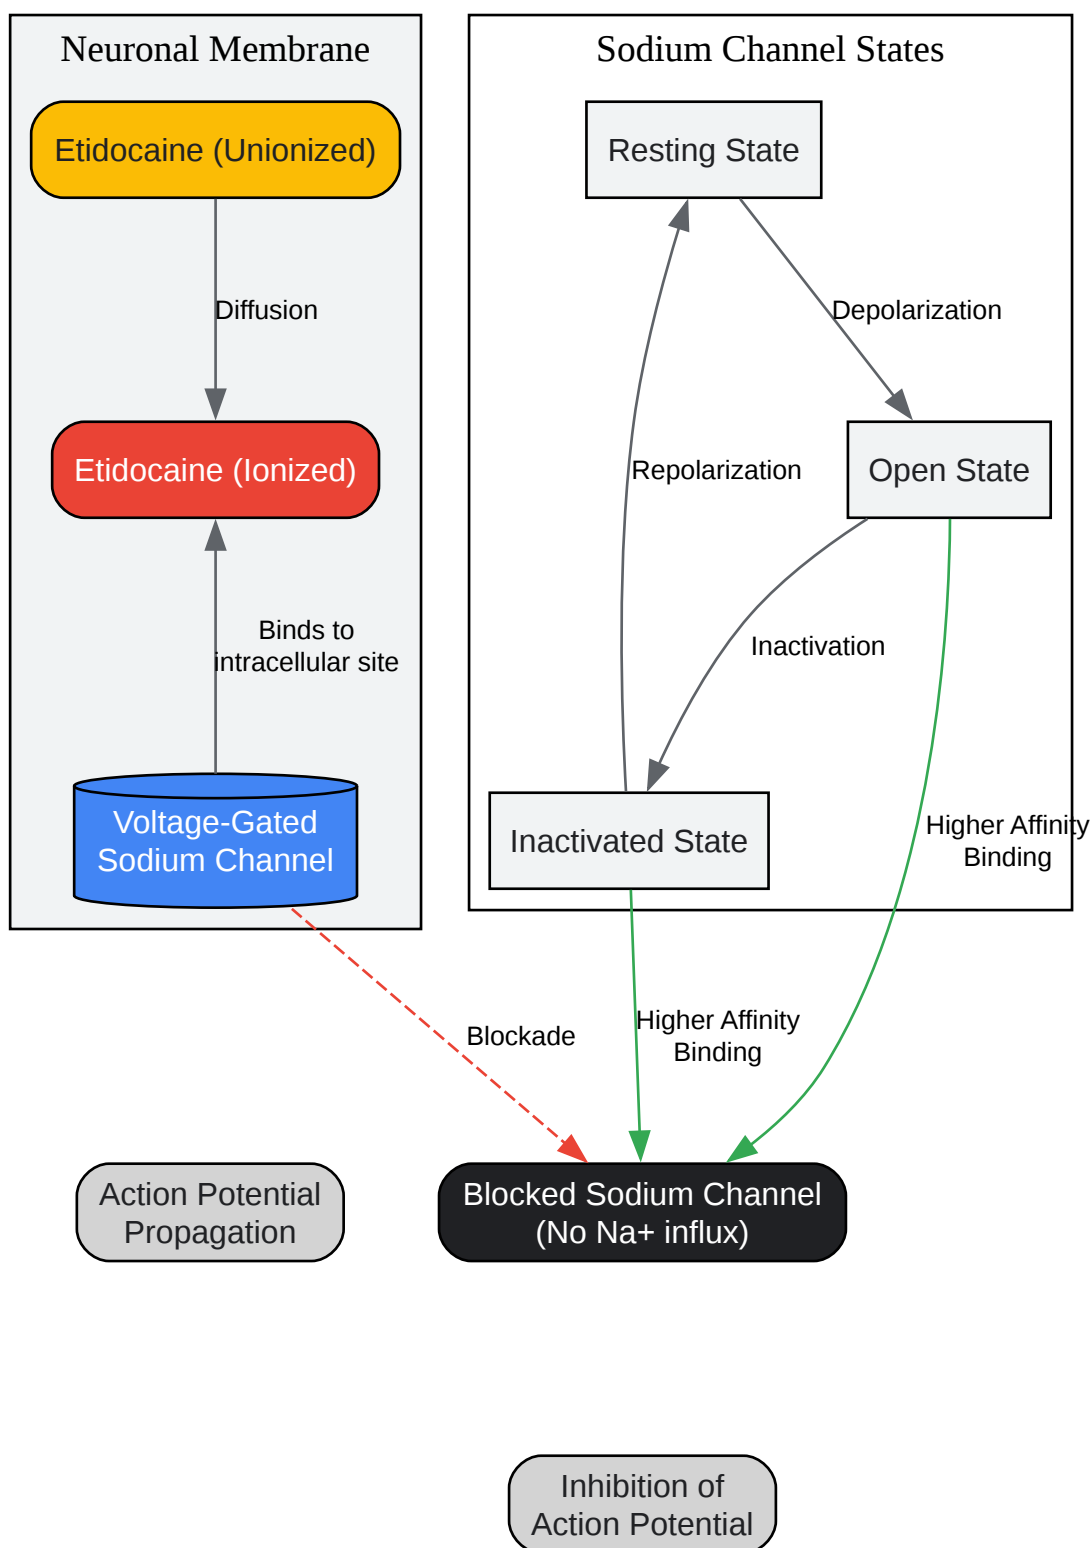 Neuronal Membrane
Etidocaine (Unionized)
Diffusion
Etidocaine (Ionized)
Binds to
intracellular site
Voltage-Gated
Sodium Channel
Sodium Channel States
Resting State
Depolarization
Repolarization
Open State
Inactivation
Inactivated State
Higher Affinity
Binding
Higher Affinity
Binding
Blockade
Action Potential
Propagation
Blocked Sodium Channel
(No Na+ influx)
Inhibition of
Action Potential